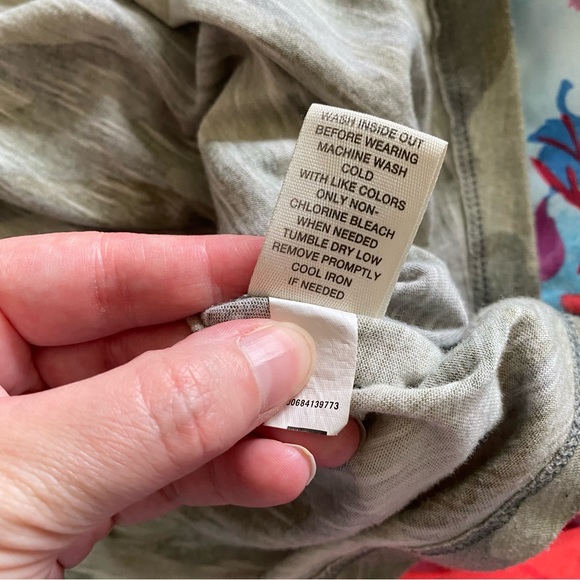 WASH INSIDE OUT
BEFORE WEARING
MACHINE WASH
COLD
WITH LIKE COLORS
ONLY NON-
CHLORINE BLEACH
WHEN NEEDED
TUMBLE DRY LOW
REMOVE PROMPTLY
COOL IRON
IF NEEDED
00684139773